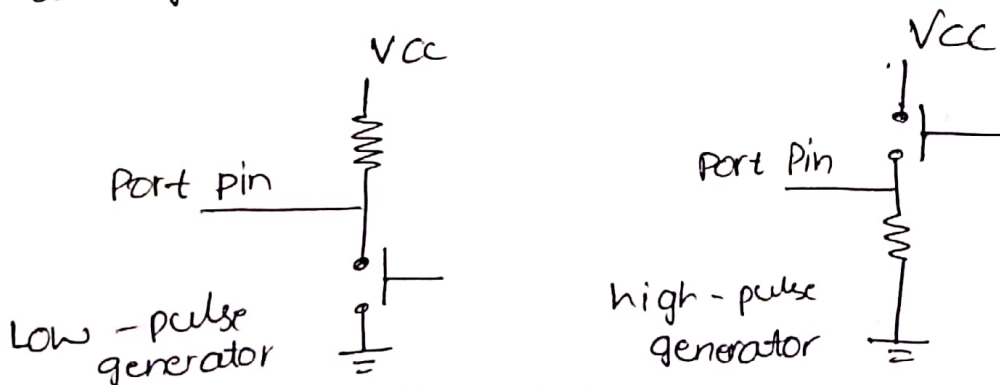 VCC
Port pin
Low - pulse
generator
VCC
Port Pin
high - pulse
generator